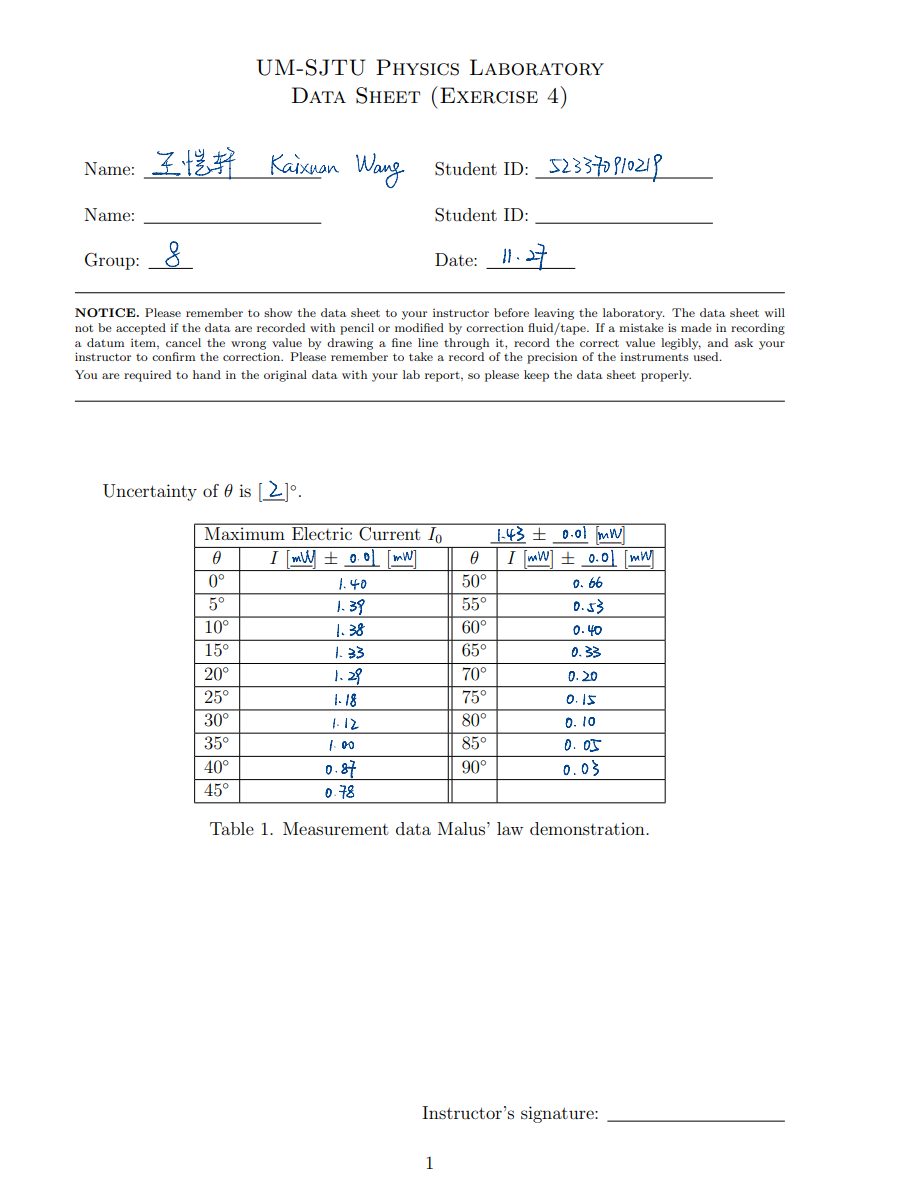 UM-SJTU PHYSICS LABORATORY
DATA SHEET (EXERCISE 4)
Name: 王恺轩 Kaixuan Wang Student ID: 523370910219
Name: Student ID:
Group: 8 Date: 11.27
NOTICE. Please remember to show the data sheet to your instructor before leaving the laboratory. The data sheet will
not be accepted if the data are recorded with pencil or modified by correction fluid/tape. If a mistake is made in recording
a datum item, cancel the wrong value by drawing a fine line through it, record the correct value legibly, and ask your
instructor to confirm the correction. Please remember to take a record of the precision of the instruments used.
You are required to hand in the original data with your lab report, so please keep the data sheet properly.
Uncertainty of θ is [2]°.
Maximum Electric Current I₀ 1.43 ± 0.01 [mW]
θ I [mW] ± 0.01 [mW] θ I [mW] ± 0.01 [mW]
0° 1.40 50° 0.66
5° 1.39 55° 0.53
10° 1.38 60° 0.40
15° 1.33 65° 0.33
20° 1.29 70° 0.20
25° 1.18 75° 0.15
30° 1.12 80° 0.10
35° 1.00 85° 0.05
40° 0.87 90° 0.03
45° 0.78
Table 1. Measurement data Malus' law demonstration.
Instructor's signature:
1